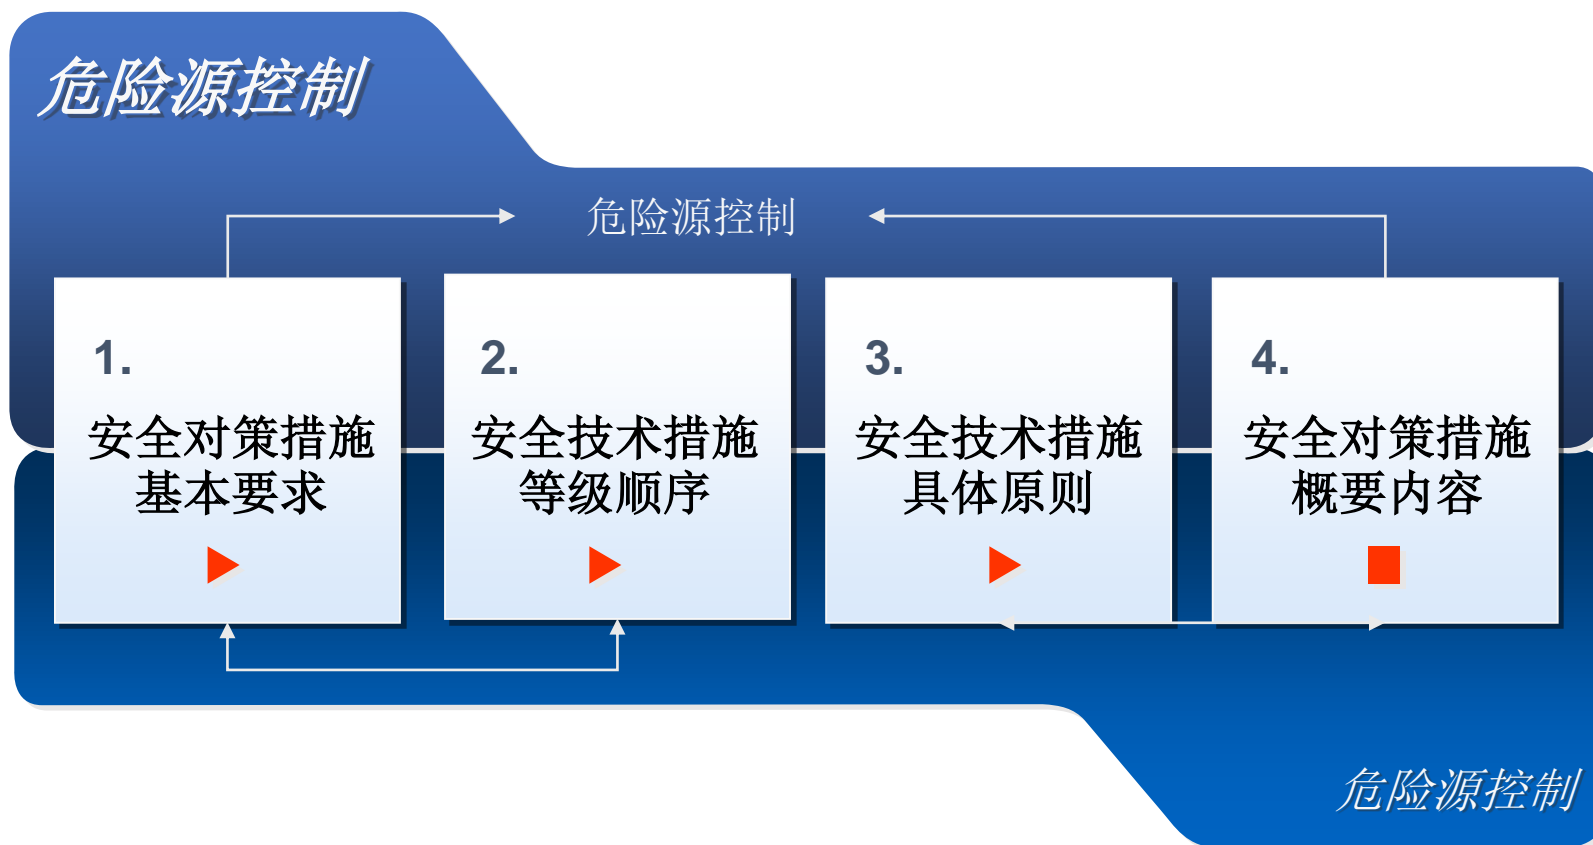 危险源控制
危险源控制
1.
安全对策措施
基本要求
2.
安全技术措施
等级顺序
3.
安全技术措施
具体原则
4.
安全对策措施
概要内容
危险源控制